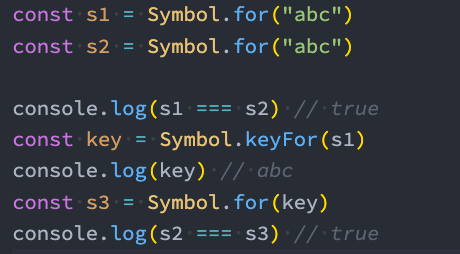 const s1 = Symbol.for("abc")
const s2 = Symbol.for("abc")
console.log(s1 === s2) // true
const key = Symbol.keyFor(s1)
console.log(key) // abc
const s3 = Symbol.for(key)
console.log(s2 === s3) // true